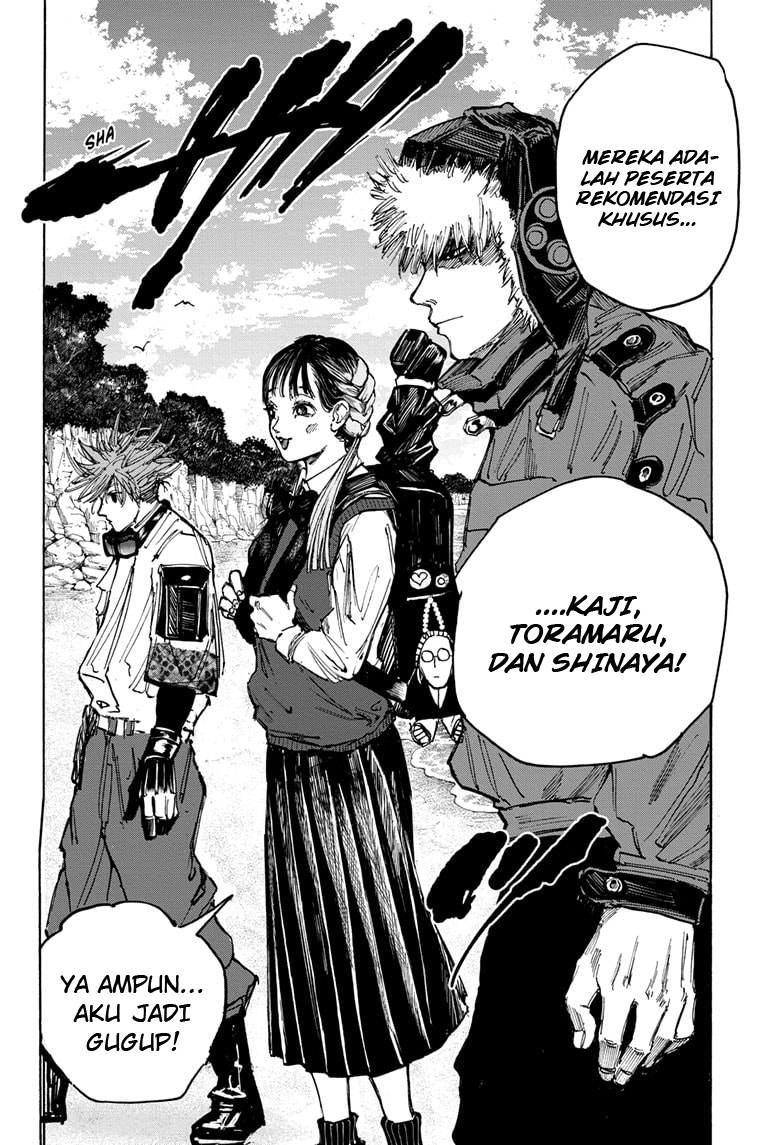 SHA
MEREKA ADA-
LAH PESERTA
REKOMENDASI
KHUSUS...
....KAJI,
TORAMARU,
DAN SHINAYA!
YA AMPUN...
AKU JADI
GUGUP!